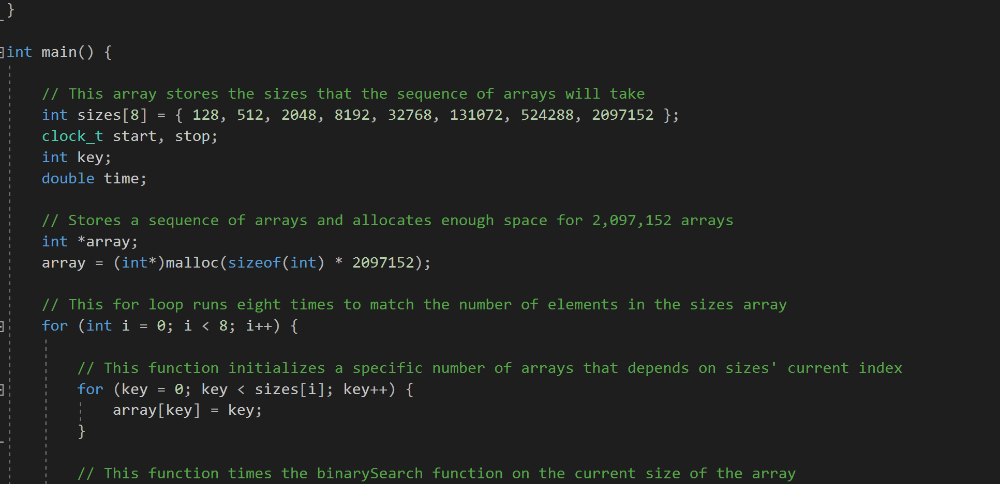 }
int main() {
// This array stores the sizes that the sequence of arrays will take
int sizes[8] = { 128, 512, 2048, 8192, 32768, 131072, 524288, 2097152 };
clock_t start, stop;
int key;
double time;
// Stores a sequence of arrays and allocates enough space for 2,097,152 arrays
int *array;
array = (int*)malloc(sizeof(int) * 2097152);
// This for loop runs eight times to match the number of elements in the sizes array
for (int i = 0; i < 8; i++) {
// This function initializes a specific number of arrays that depends on sizes' current index
for (key = 0; key < sizes[i]; key++) {
array[key] = key;
}
// This function times the binarySearch function on the current size of the array